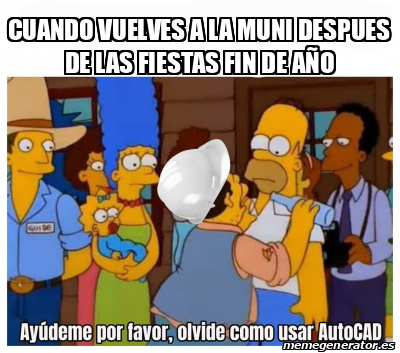 CUANDO VUELVES A LA MUNI DESPUES
DE LAS FIESTAS FIN DE AÑO
GUIDE
Ayúdeme por favor, olvide como usar AutoCAD
memegenerator.es